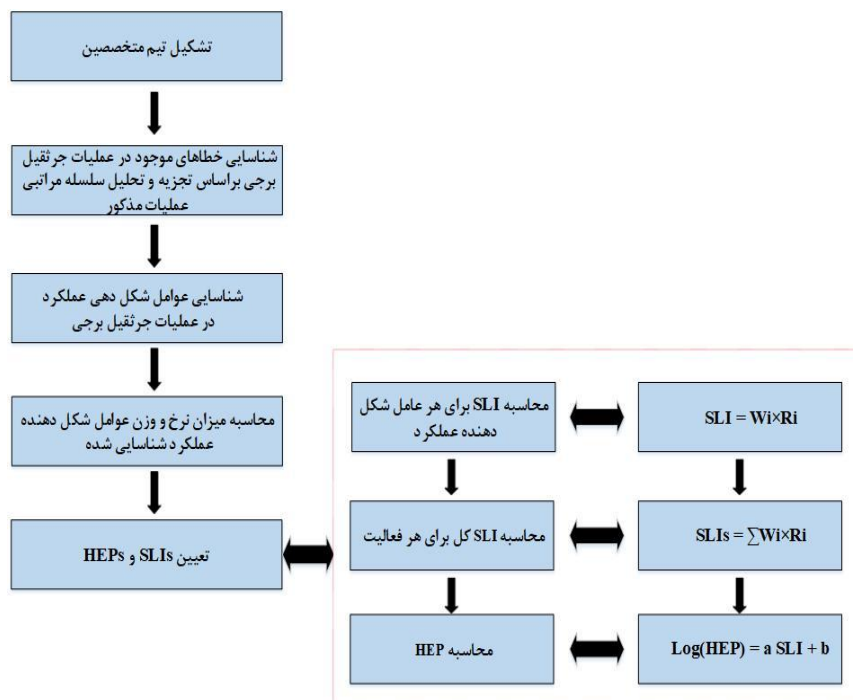 تشکیل تیم متخصصین
شناسایی خطاهای موجود در عملیات جرثقیل
برجی براساس تجزیه و تحلیل سلسله مراتبی
عملیات مذکور
شناسایی عوامل شکل دهی عملکرد
در عملیات جرثقیل برجی
محاسبه میزان نرخ و وزن عوامل شکل دهنده
عملکرد شناسایی شده
تعیین SLIs و HEPs
محاسبه SLI برای هر عامل شکل
دهنده عملکرد
SLI = Wi×Ri
محاسبه SLI کل برای هر فعالیت
SLIs = ∑Wi×Ri
محاسبه HEP
Log(HEP) = a SLI + b